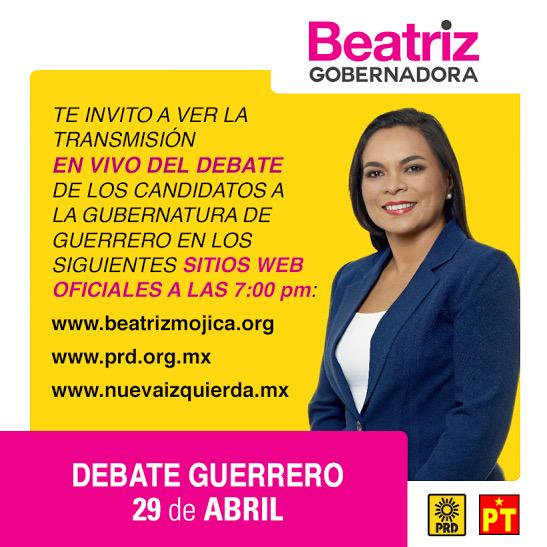 Beatriz
GOBERNADORA
TE INVITO A VER LA
TRANSMISIÓN
EN VIVO DEL DEBATE
DE LOS CANDIDATOS A
LA GUBERNATURA DE
GUERRERO EN LOS
SIGUIENTES SITIOS WEB
OFICIALES A LAS 7:00 pm:
www.beatrizmojica.org
www.prd.org.mx
www.nuevaizquierda.mx
DEBATE GUERRERO
29 de ABRIL
PRD
PT